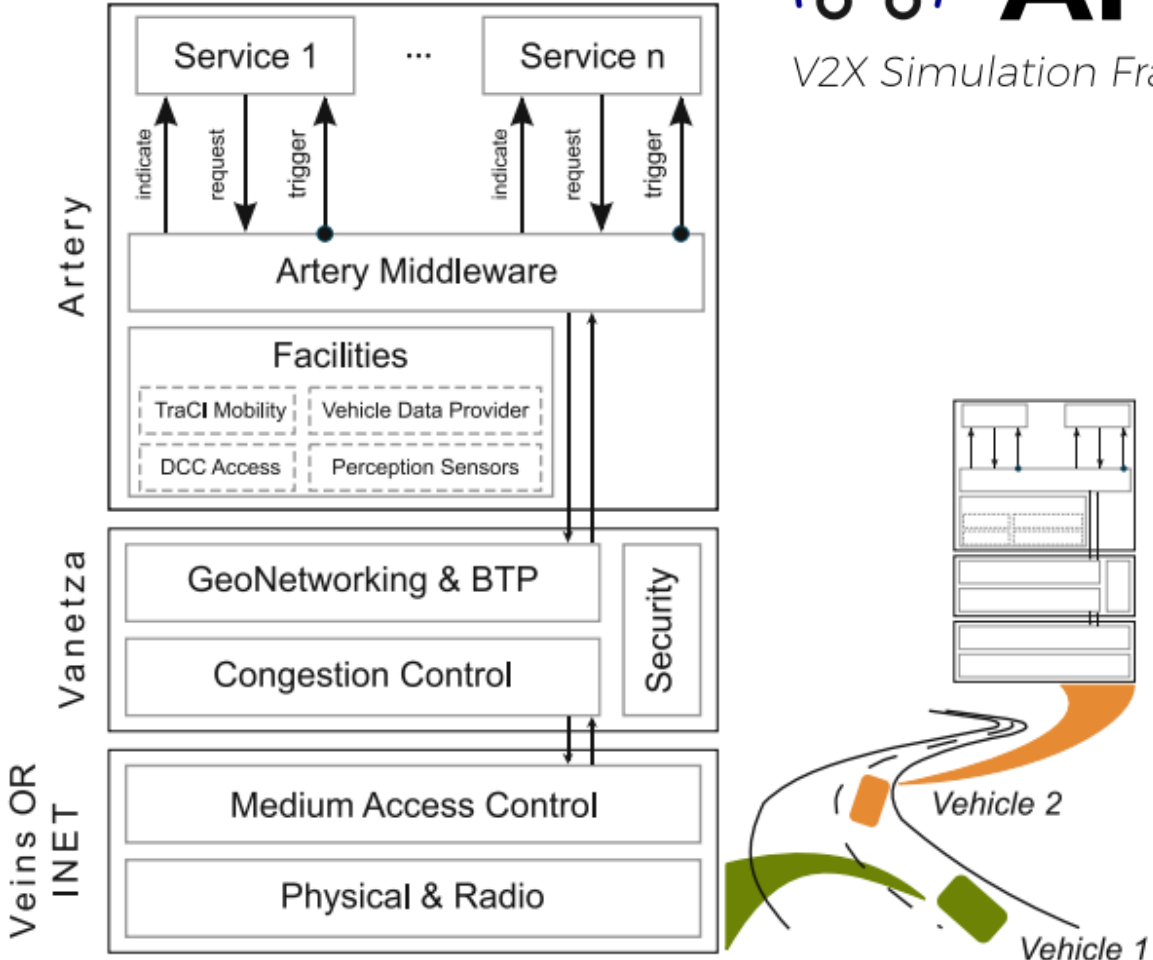 Service 1
...
Service n
indicate
request
trigger
indicate
request
trigger
Artery Middleware
Facilities
TraCI Mobility
Vehicle Data Provider
DCC Access
Perception Sensors
Artery
GeoNetworking & BTP
Congestion Control
Security
Vanetza
Medium Access Control
Physical & Radio
Veins OR
INET
V2X Simulation Fra
Vehicle 2
Vehicle 1